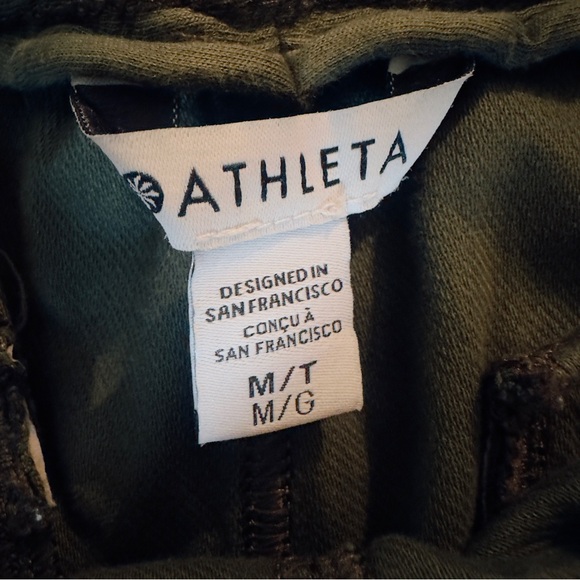 ATHLETA
DESIGNED IN
SAN FRANCISCO
CONÇU À
SAN FRANCISCO
M/T
M/G